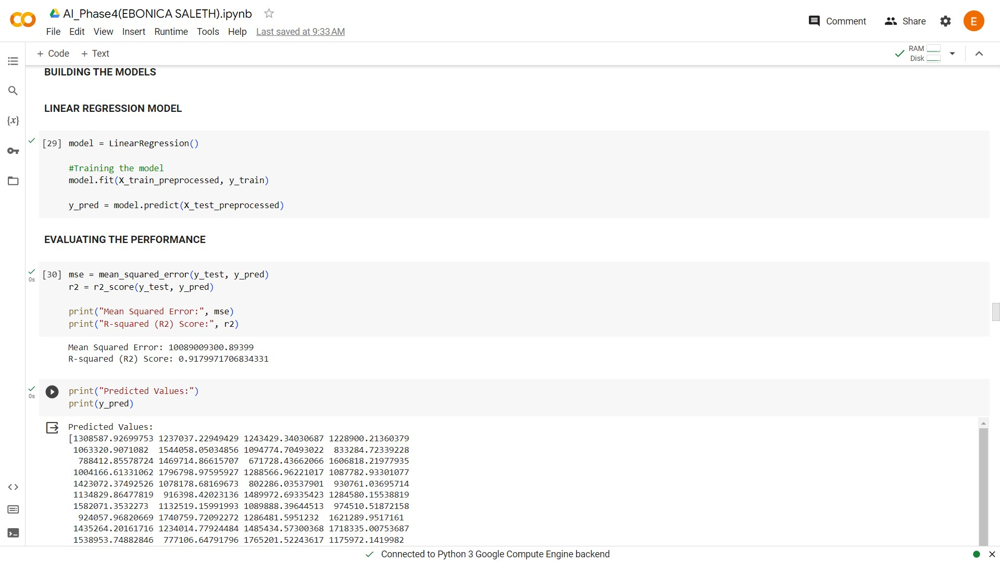 AI_Phase4(EBONICA SALETH).ipynb
File Edit View Insert Runtime Tools Help Last saved at 9:33 AM
Comment Share E
+ Code + Text
RAM
Disk
BUILDING THE MODELS
LINEAR REGRESSION MODEL
{x}
[29] model = LinearRegression()
#Training the model
model.fit(X_train_preprocessed, y_train)
y_pred = model.predict(X_test_preprocessed)
EVALUATING THE PERFORMANCE
[30] mse = mean_squared_error(y_test, y_pred)
0s
r2 = r2_score(y_test, y_pred)
print("Mean Squared Error:", mse)
print("R-squared (R2) Score:", r2)
Mean Squared Error: 10089009300.89399
R-squared (R2) Score: 0.9179971706834331
print("Predicted Values:")
0s
print(y_pred)
Predicted Values:
[1308587.92699753 1237037.22949429 1243429.34030687 1228900.21360379
1063320.9071082 1544058.05034856 1094774.70493022 833284.72339228
788412.85578724 1469714.86615707 671728.43662066 1606818.21977935
1004166.61331062 1796798.97595927 1288566.96221017 1087782.93301077
1423072.37492526 1078178.68169673 802286.03537901 930761.03695714
1134829.86477819 916398.42023136 1489972.69335423 1284580.15538819
1582071.3532273 1132519.15991993 1089888.39644513 974510.51872158
924057.96820669 1740759.72092272 1286481.5951232 1621289.9517161
1435264.20161716 1234014.77924484 1485434.57300368 1718335.00753687
1538953.74882846 777106.64791796 1765201.52243617 1175972.1419982
Connected to Python 3 Google Compute Engine backend